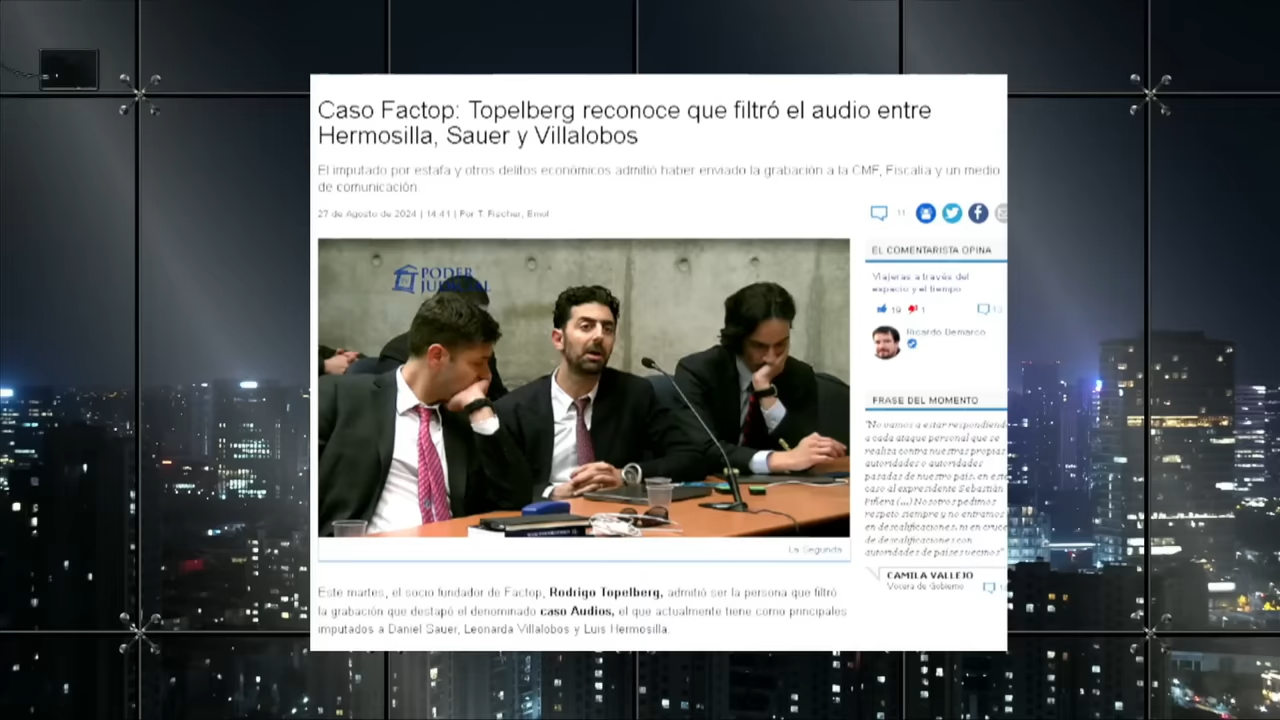 Caso Factop: Topelberg reconoce que filtró el audio entre
Hermosilla, Sauer y Villalobos
El imputado por estafa y otros delitos económicos admitió haber enviado la grabación a la CMF, Fiscalía y un medio
de comunicación
27 de Agosto de 2024 | 14:41 | Por T. Fischer, Emol
11
PODER
JUDICIAL
La Segunda
Este martes, el socio fundador de Factop, Rodrigo Topelberg, admitió ser la persona que filtró
la grabación que destapó el denominado caso Audios, el que actualmente tiene como principales
imputados a Daniel Sauer, Leonarda Villalobos y Luis Hermosilla.
EL COMENTARISTA OPINA
Viajeras a través del
espacio y el tiempo
19 1
Ricardo Demarco
FRASE DEL MOMENTO
"No vamos a estar respondiendo
a cada ataque personal que se
realiza contra nuestras propias
autoridades o autoridades
pasadas de nuestro país, en este
caso al expresidente Sebastián
Piñera (...) Nosotros pedimos
respeto siempre y no entramos
en descalificaciones, ni en cruce
de descalificaciones con
autoridades de países vecinos"
CAMILA VALLEJO
Vocera de Gobierno